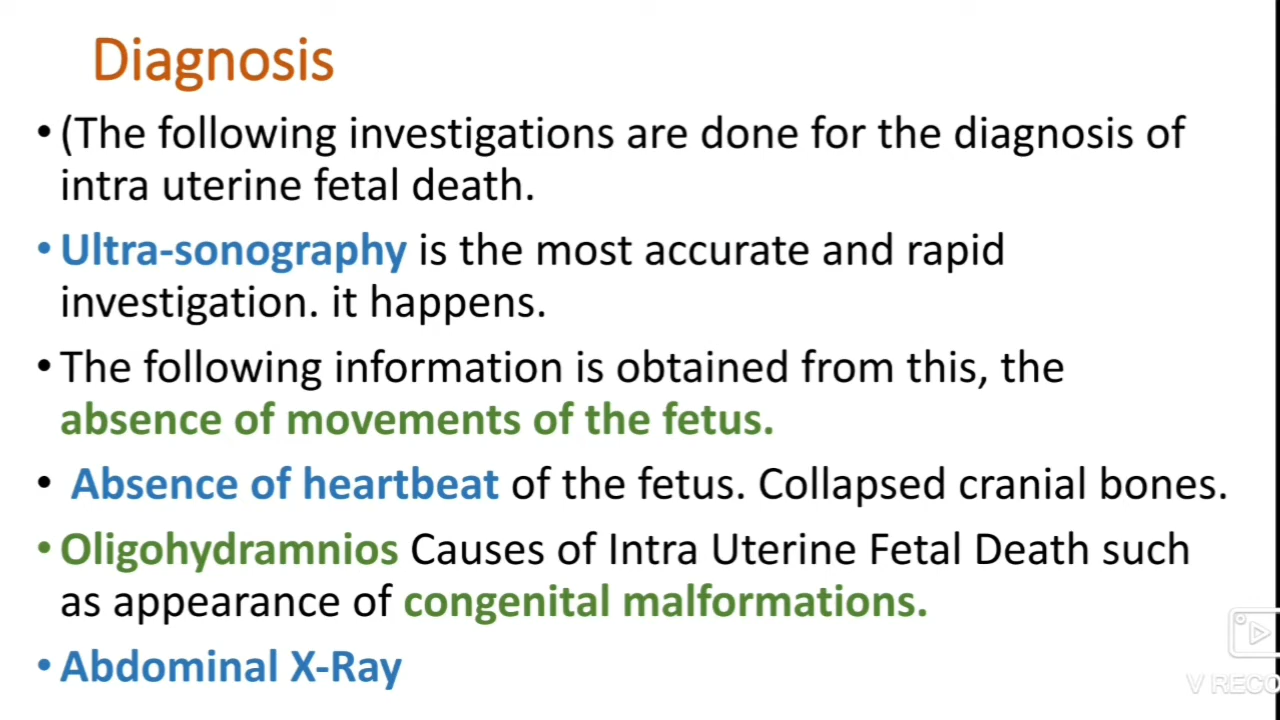 Diagnosis
• (The following investigations are done for the diagnosis of
intra uterine fetal death.
• Ultra-sonography is the most accurate and rapid
investigation. it happens.
• The following information is obtained from this, the
absence of movements of the fetus.
• Absence of heartbeat of the fetus. Collapsed cranial bones.
• Oligohydramnios Causes of Intra Uterine Fetal Death such
as appearance of congenital malformations.
• Abdominal X-Ray
V RECO